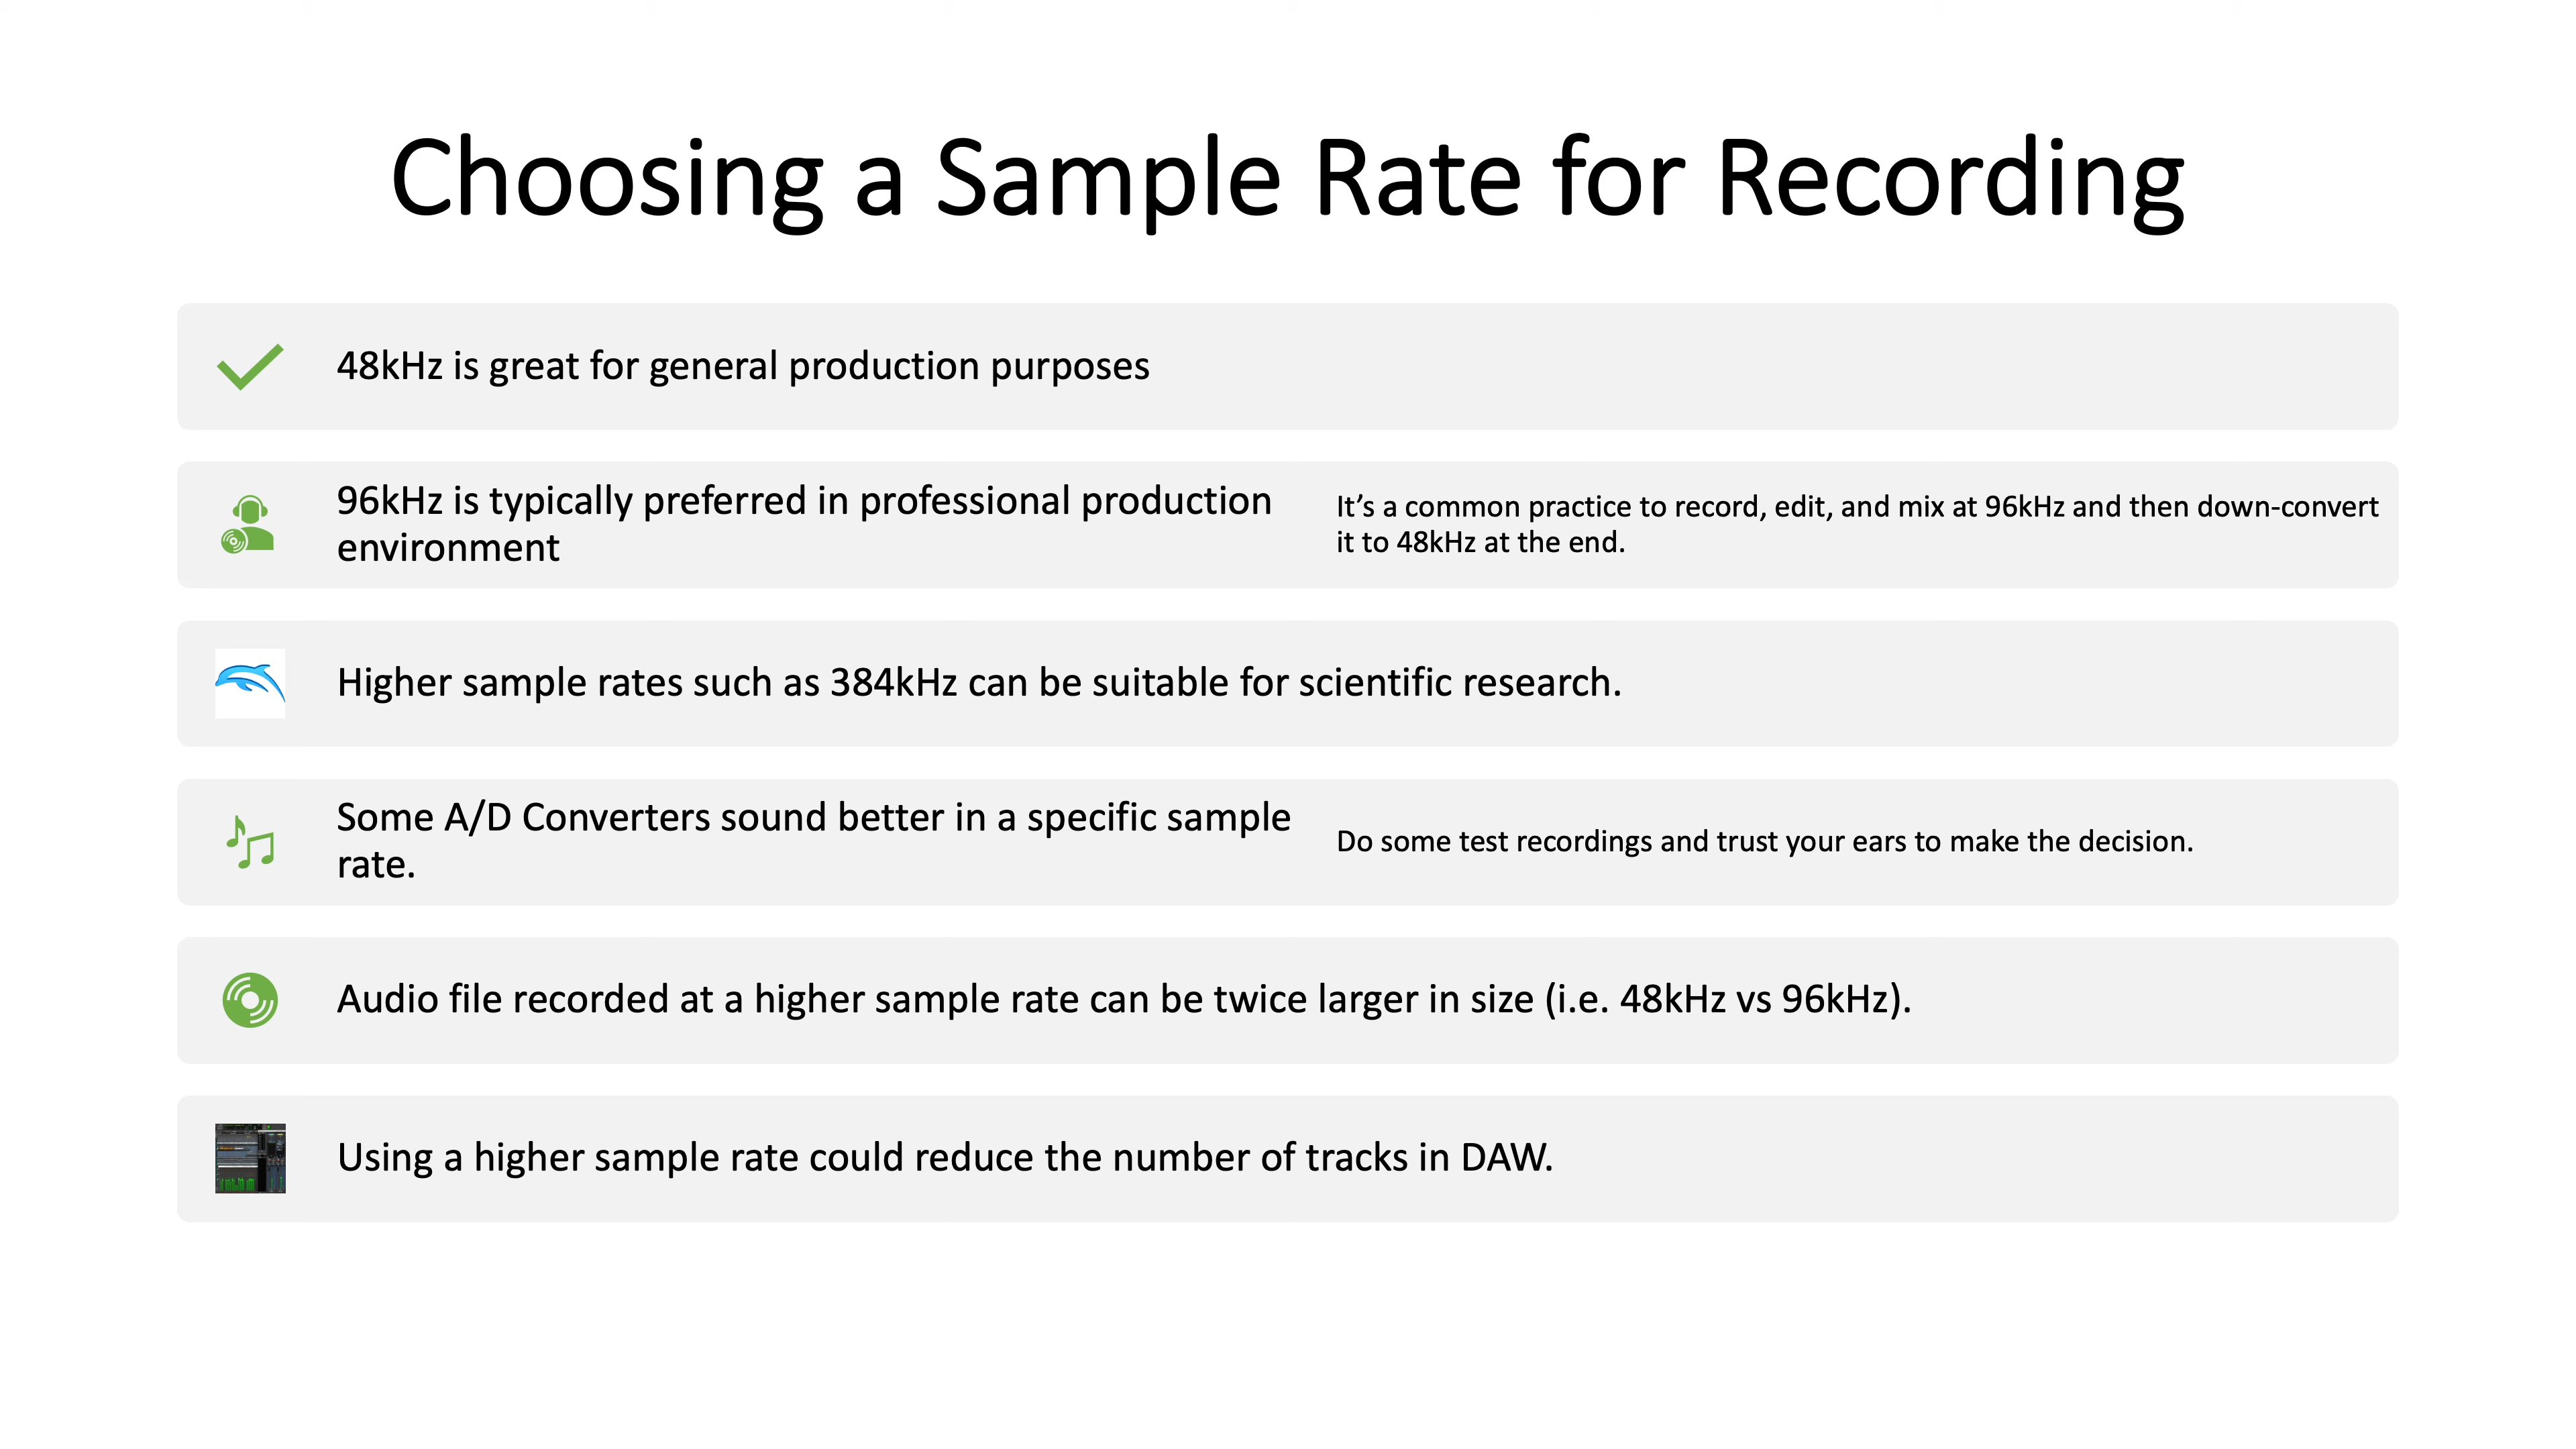 Choosing a Sample Rate for Recording
48kHz is great for general production purposes
96kHz is typically preferred in professional production
environment
It’s a common practice to record, edit, and mix at 96kHz and then down-convert
it to 48kHz at the end.
Higher sample rates such as 384kHz can be suitable for scientific research.
Some A/D Converters sound better in a specific sample
rate.
Do some test recordings and trust your ears to make the decision.
Audio file recorded at a higher sample rate can be twice larger in size (i.e. 48kHz vs 96kHz).
Using a higher sample rate could reduce the number of tracks in DAW.